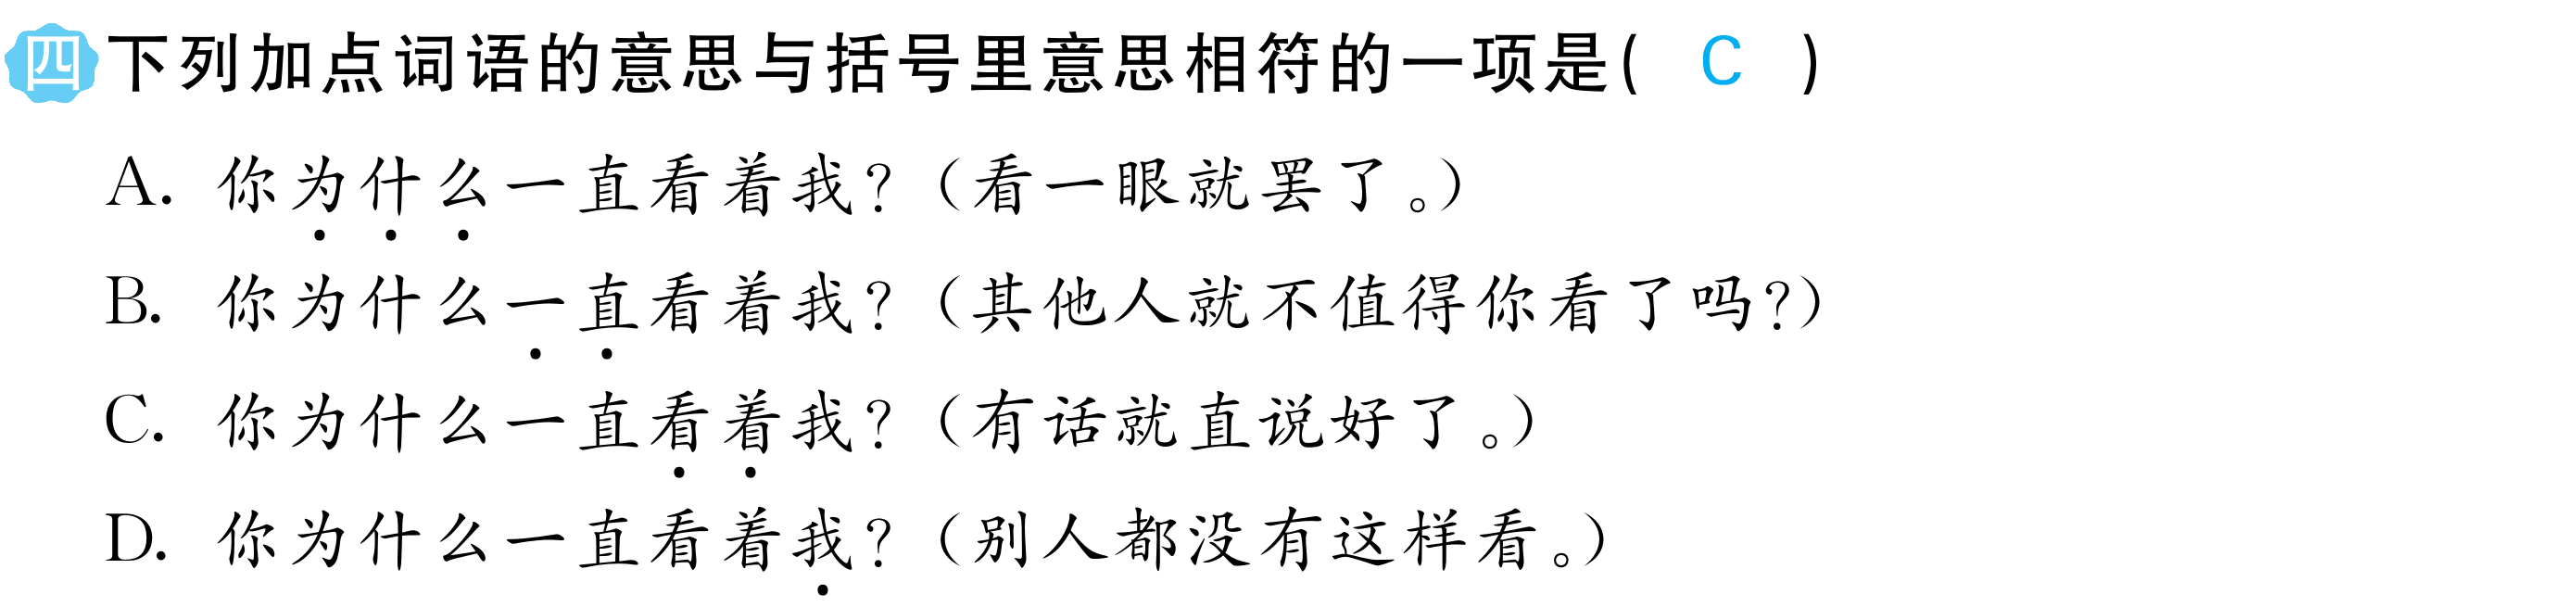 四 下列加点词语的意思与括号里意思相符的一项是( C )
A. 你为什么一直看着我?(看一眼就罢了。)
B. 你为什么一直看着我?(其他人就不值得你看了吗?)
C. 你为什么一直看着我?(有话就直说好了。)
D. 你为什么一直看着我?(别人都没有这样看。)